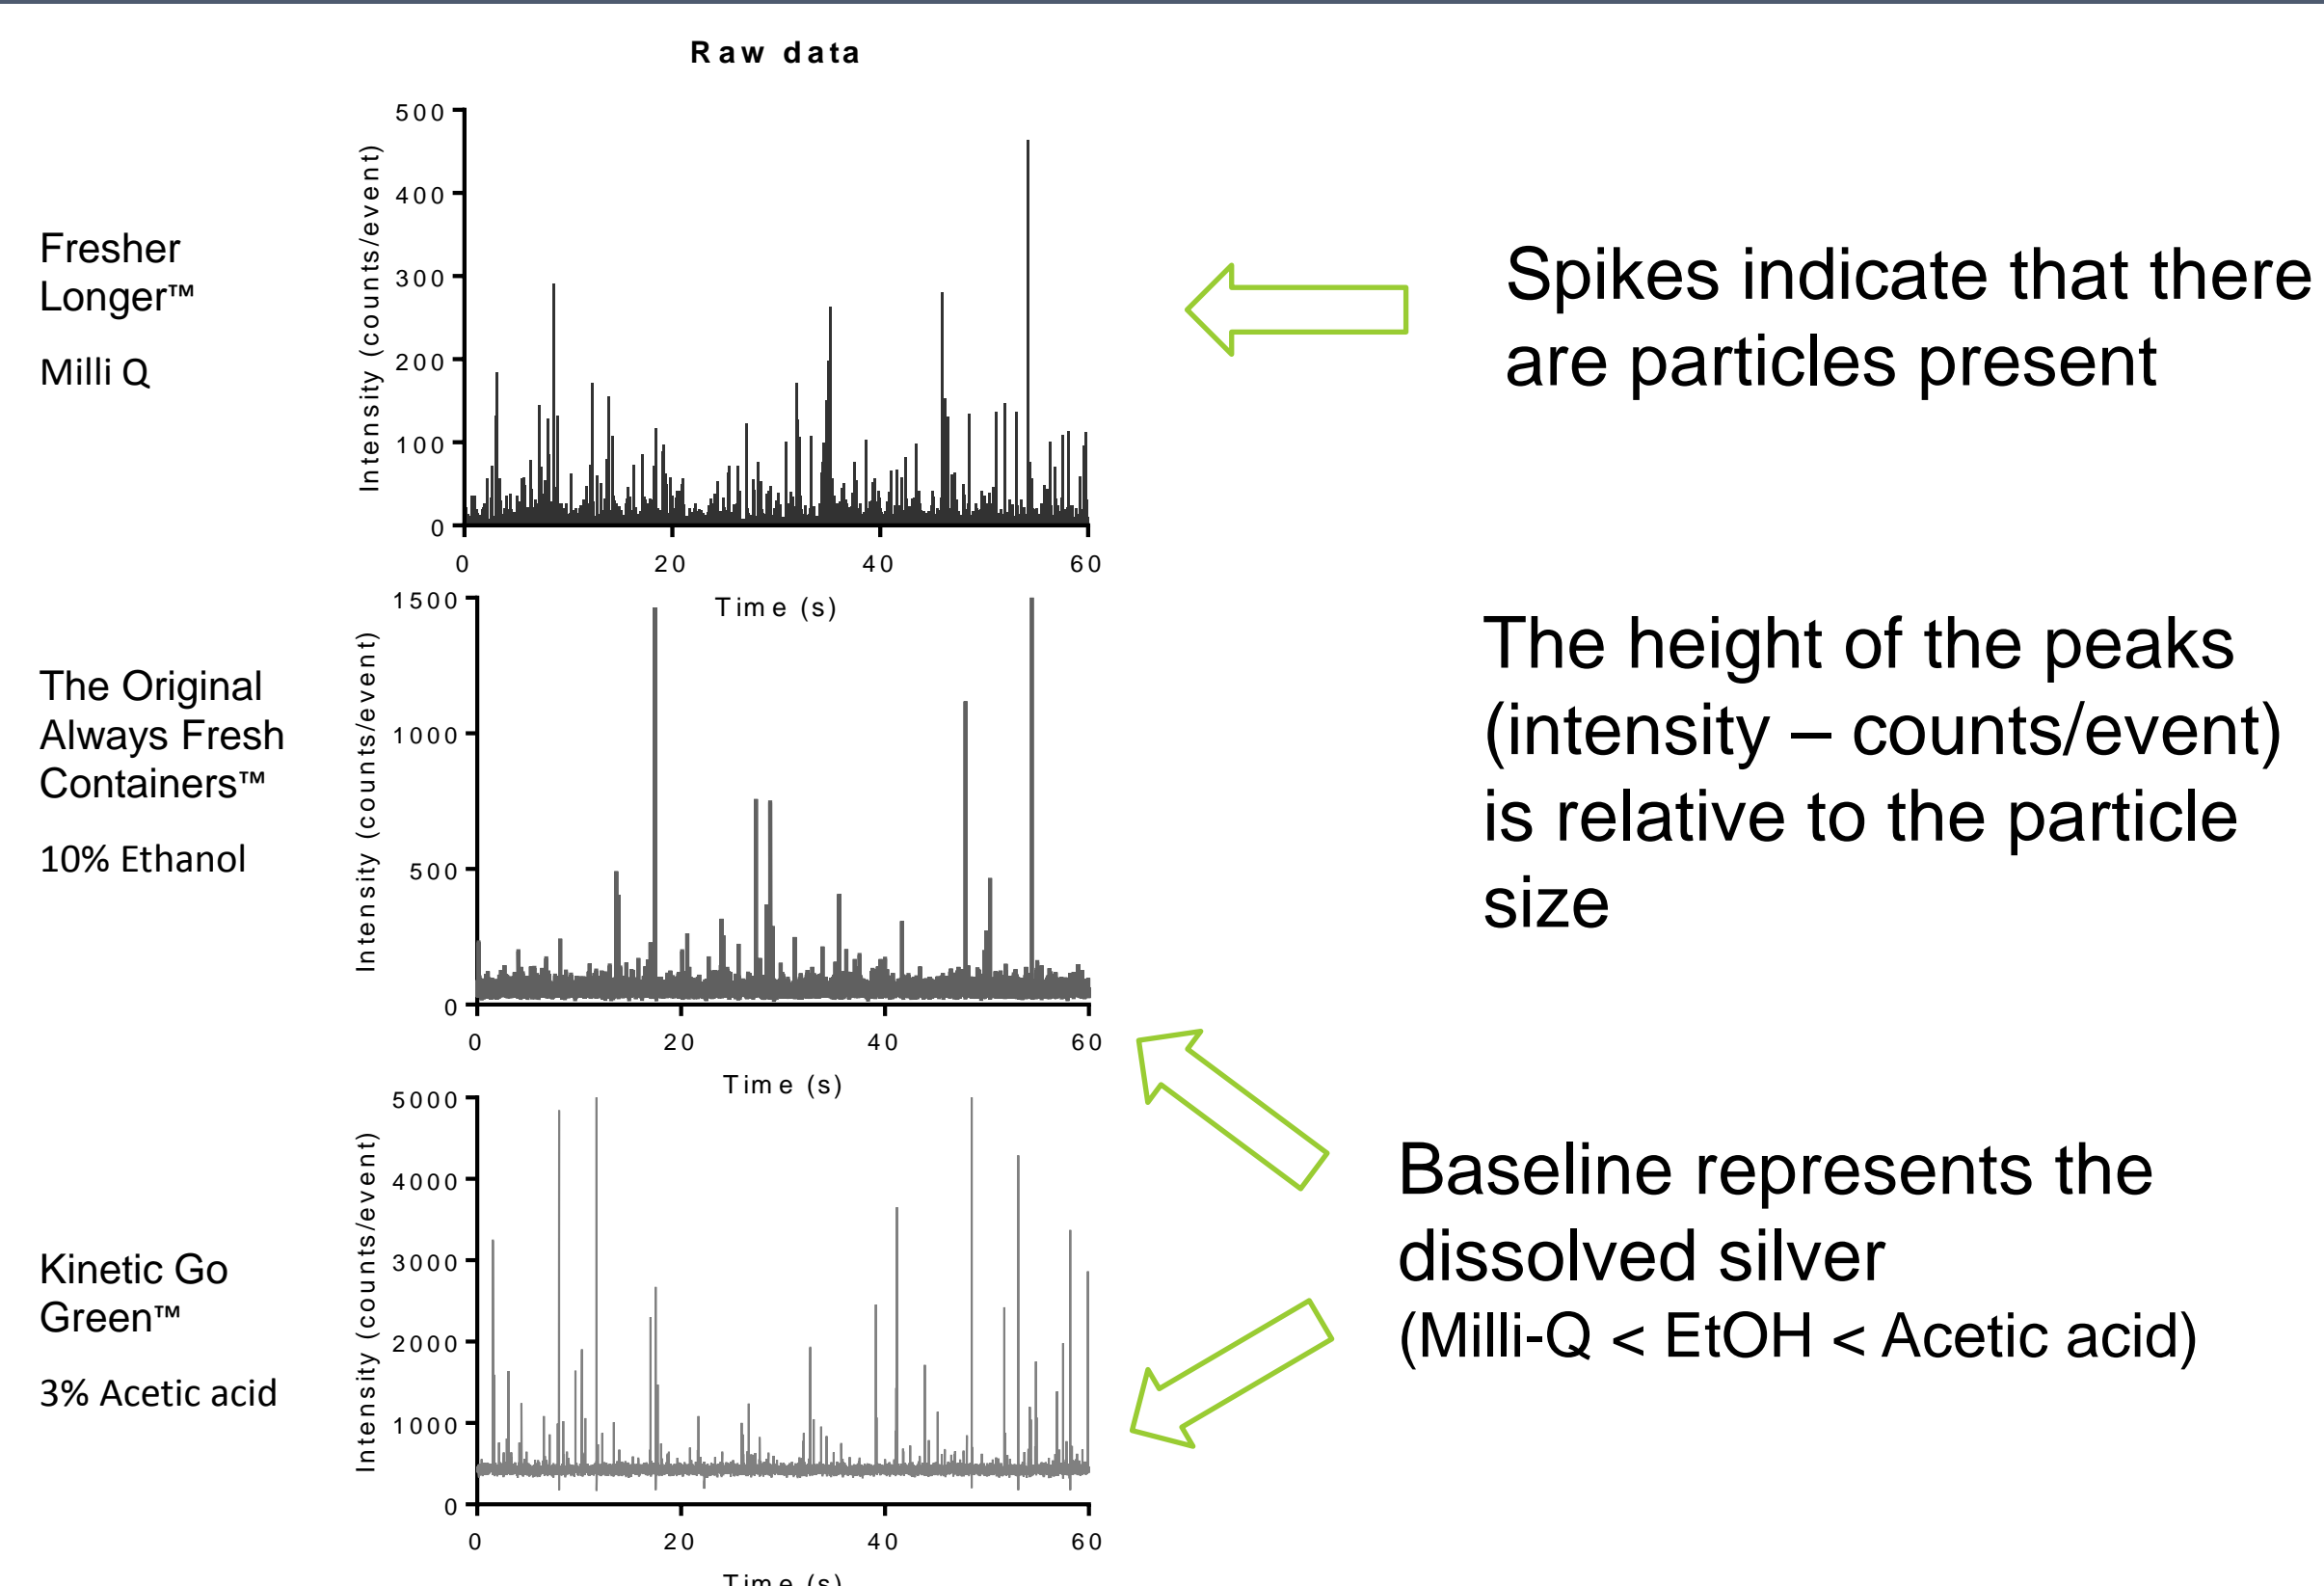 Raw data
Fresher
Longer™
Milli Q
Intensity (counts/event)
500
400
300
200
100
0
0
20
40
60
Time (s)
Spikes indicate that there
are particles present
The Original
Always Fresh
Containers™
10% Ethanol
Intensity (counts/event)
1500
1000
500
0
0
20
40
60
Time (s)
The height of the peaks
(intensity – counts/event)
is relative to the particle
size
Kinetic Go
Green™
3% Acetic acid
Intensity (counts/event)
5000
4000
3000
2000
1000
0
0
20
40
60
Time (s)
Baseline represents the
dissolved silver
(Milli-Q < EtOH < Acetic acid)